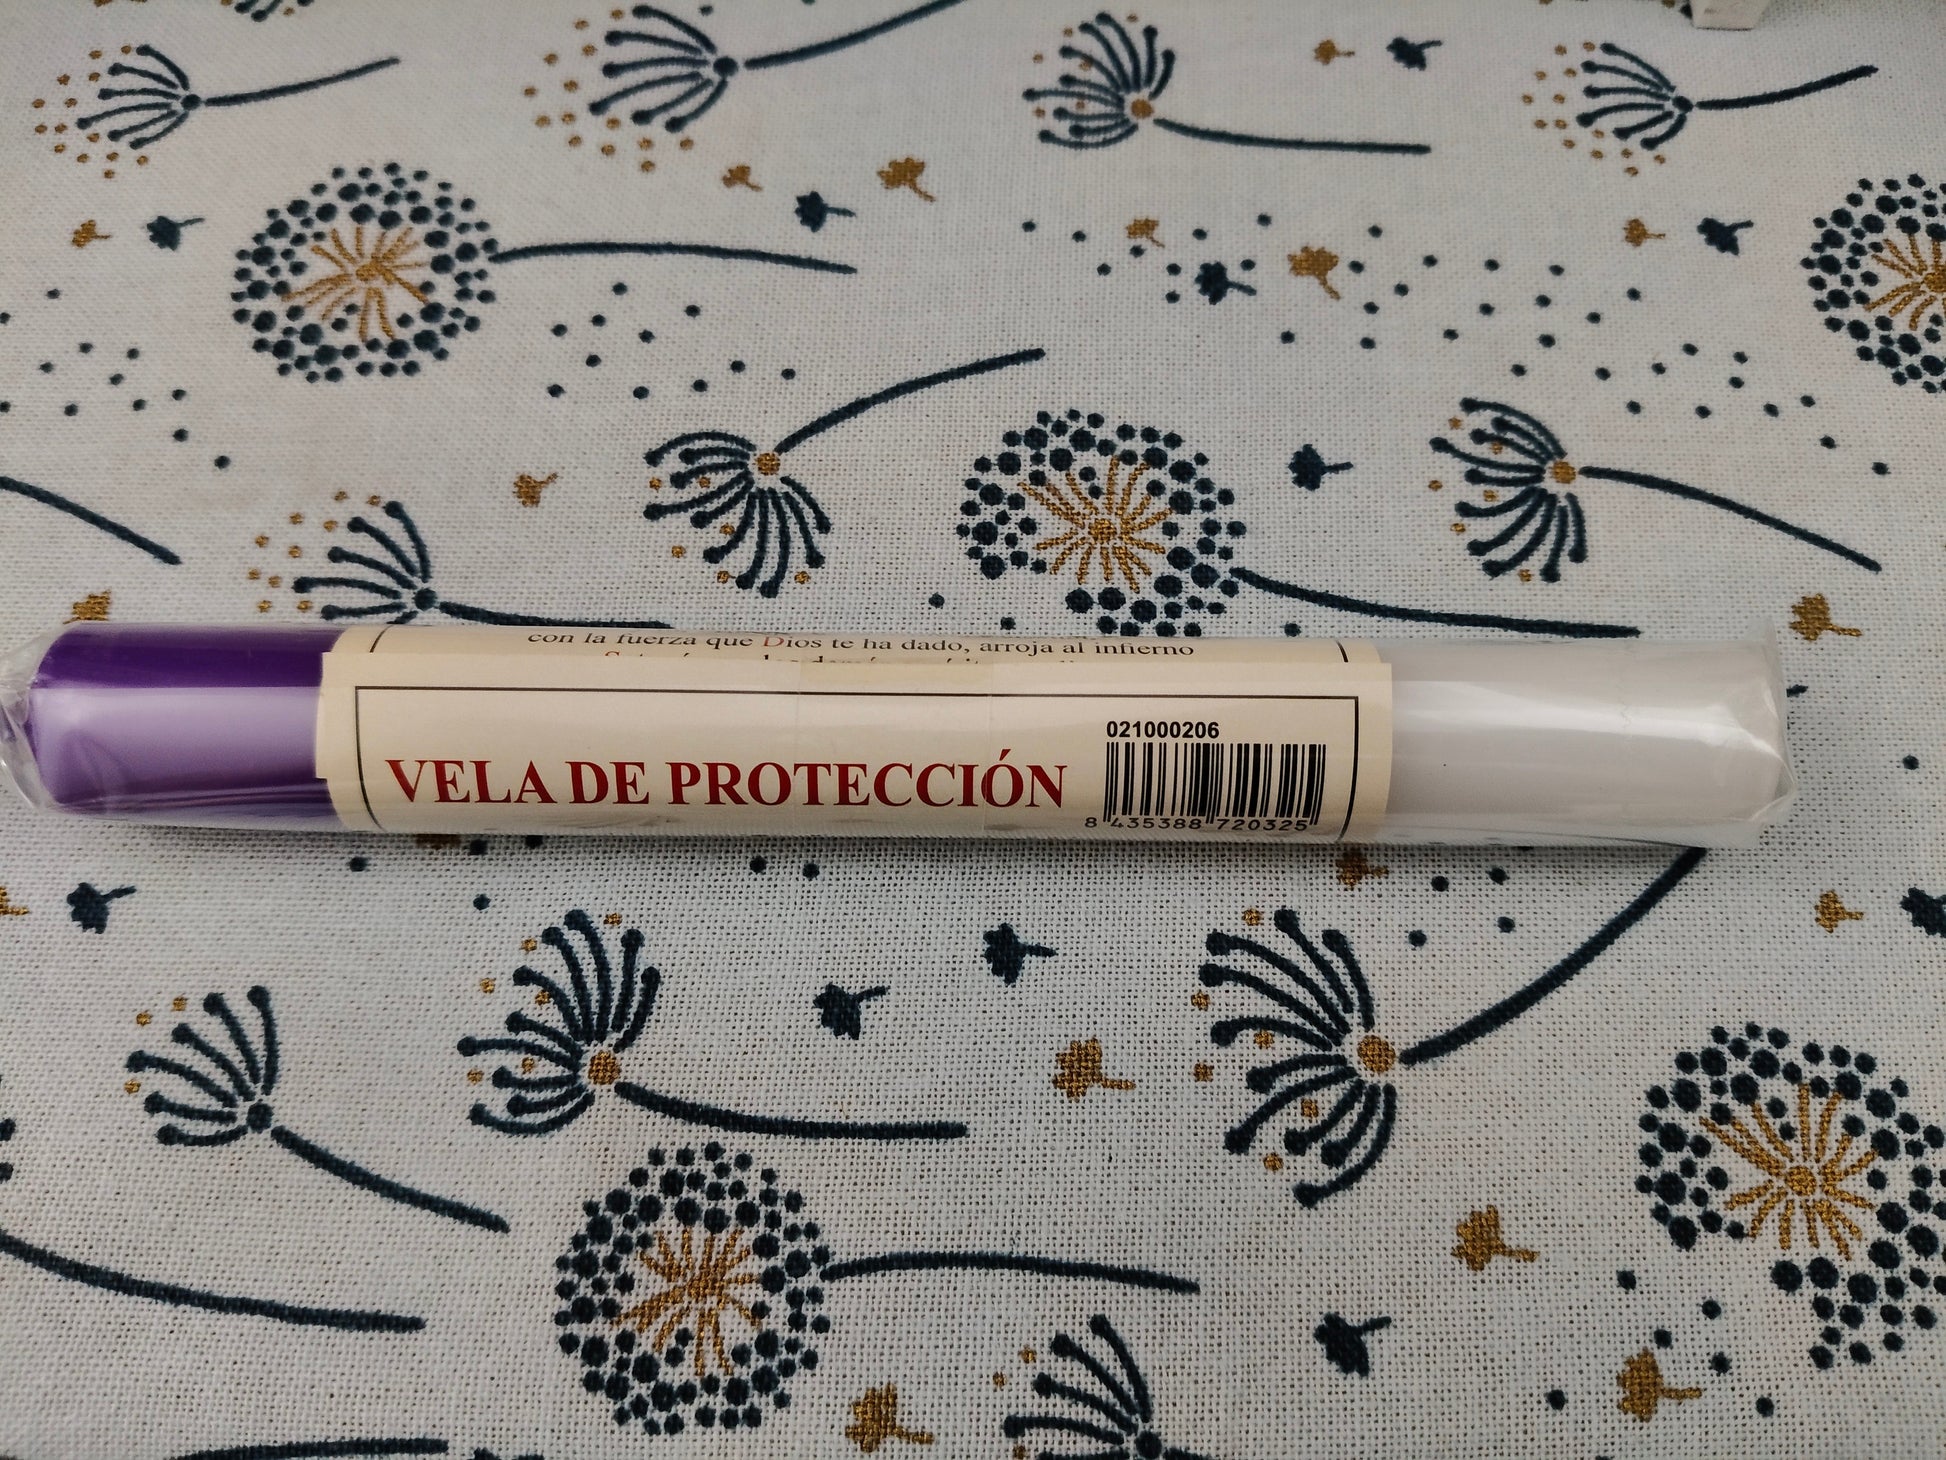 con la fuerza que Dios te ha dado, arroja al infierno
VELA DE PROTECCIÓN
021000206
8 435388 720325